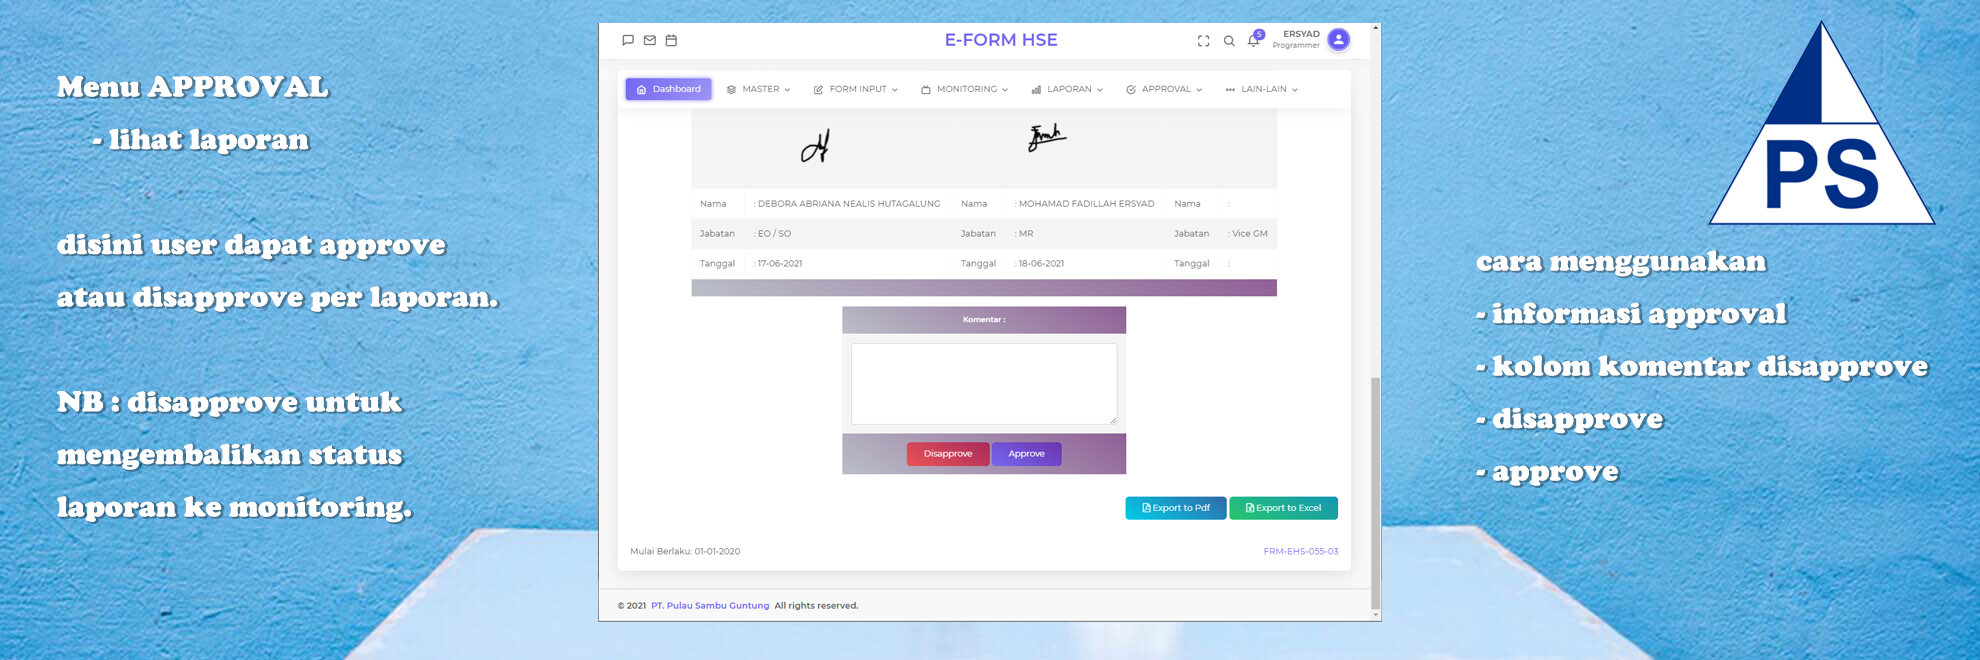 Menu APPROVAL
- lihat laporan
disini user dapat approve
atau disapprove per laporan.
NB : disapprove untuk
mengembalikan status
laporan ke monitoring.
E-FORM HSE
5
ERSYAD
Programmer
Dashboard MASTER FORM INPUT MONITORING LAPORAN APPROVAL LAIN-LAIN
Nama : DEBORA ABRIANA NEALIS HUTAGALUNG Nama : MOHAMAD FADILLAH ERSYAD Nama :
Jabatan : EO / SO Jabatan : MR Jabatan : Vice GM
Tanggal : 17-06-2021 Tanggal : 18-06-2021 Tanggal :
Komentar :
Disapprove Approve
Export to Pdf Export to Excel
Mulai Berlaku: 01-01-2020 FRM-EHS-055-03
© 2021 PT. Pulau Sambu Guntung All rights reserved.
PS
cara menggunakan
- informasi approval
- kolom komentar disapprove
- disapprove
- approve